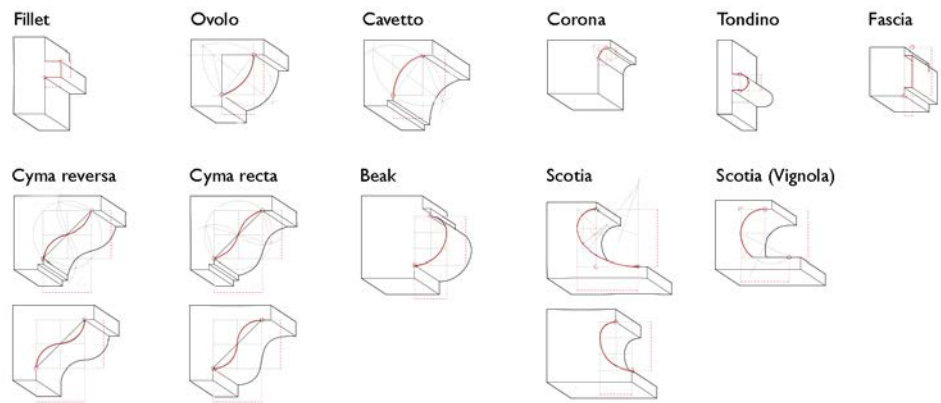 Fillet
Ovolo
Cavetto
Corona
Tondino
Fascia
Cyma reversa
Cyma recta
Beak
Scotia
Scotia (Vignola)